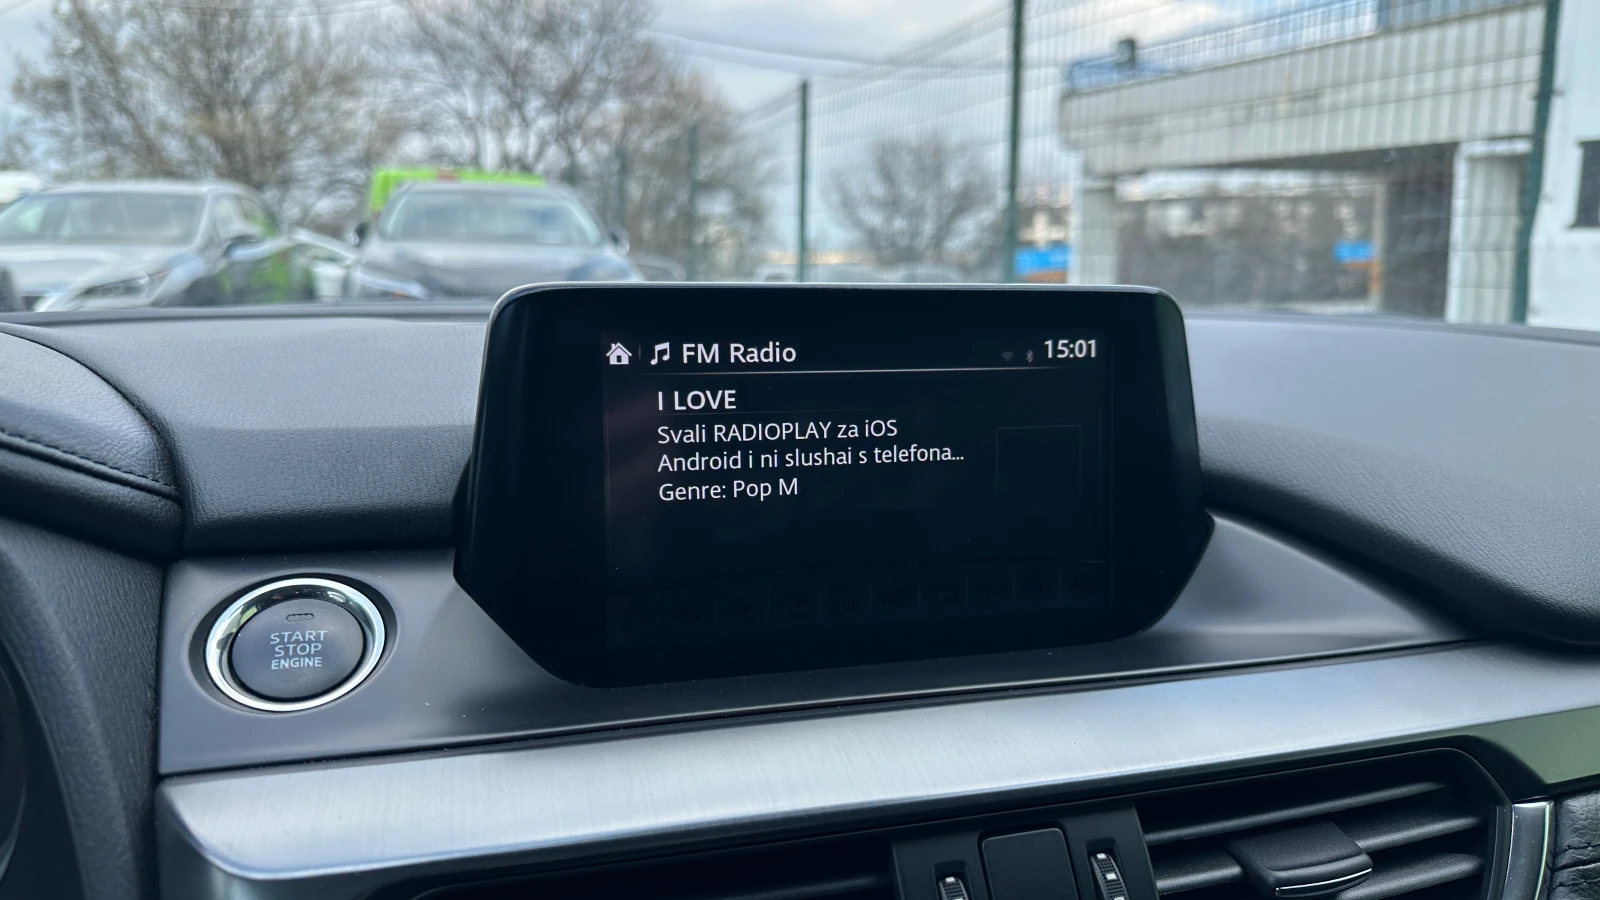 FM Radio 15:01
I LOVE
Svali RADIOPLAY za iOS
Android i ni slushai s telefona...
Genre: Pop M
START
STOP
ENGINE